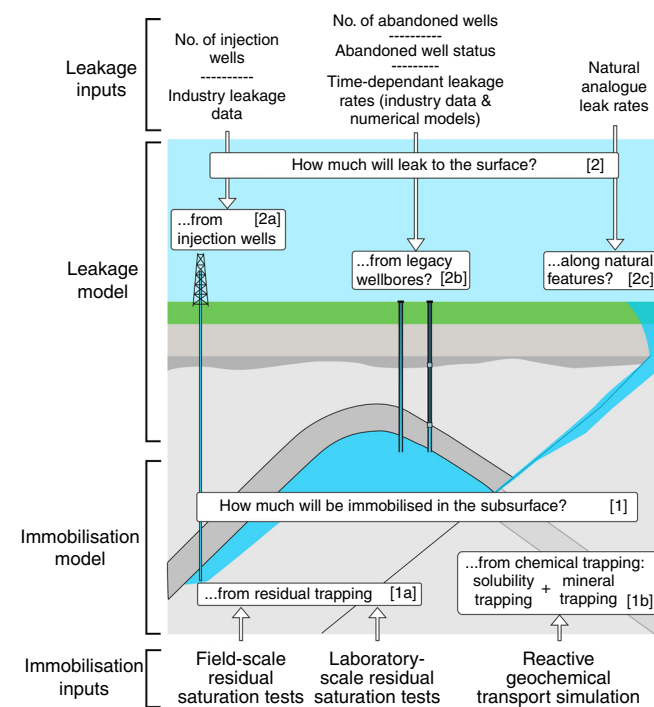 Leakage
inputs
No. of injection
wells
----------
Industry leakage
data
No. of abandoned wells
---------
Abandoned well status
---------
Time-dependant leakage
rates (industry data &
numerical models)
Natural
analogue
leak rates
Leakage
model
How much will leak to the surface? [2]
...from [2a]
injection wells
...from legacy
wellbores? [2b]
...along natural
features? [2c]
Immobilisation
model
How much will be immobilised in the subsurface? [1]
...from residual trapping [1a]
...from chemical trapping:
solubility + mineral
trapping trapping [1b]
Immobilisation
inputs
Field-scale
residual
saturation tests
Laboratory-
scale residual
saturation tests
Reactive
geochemical
transport simulation